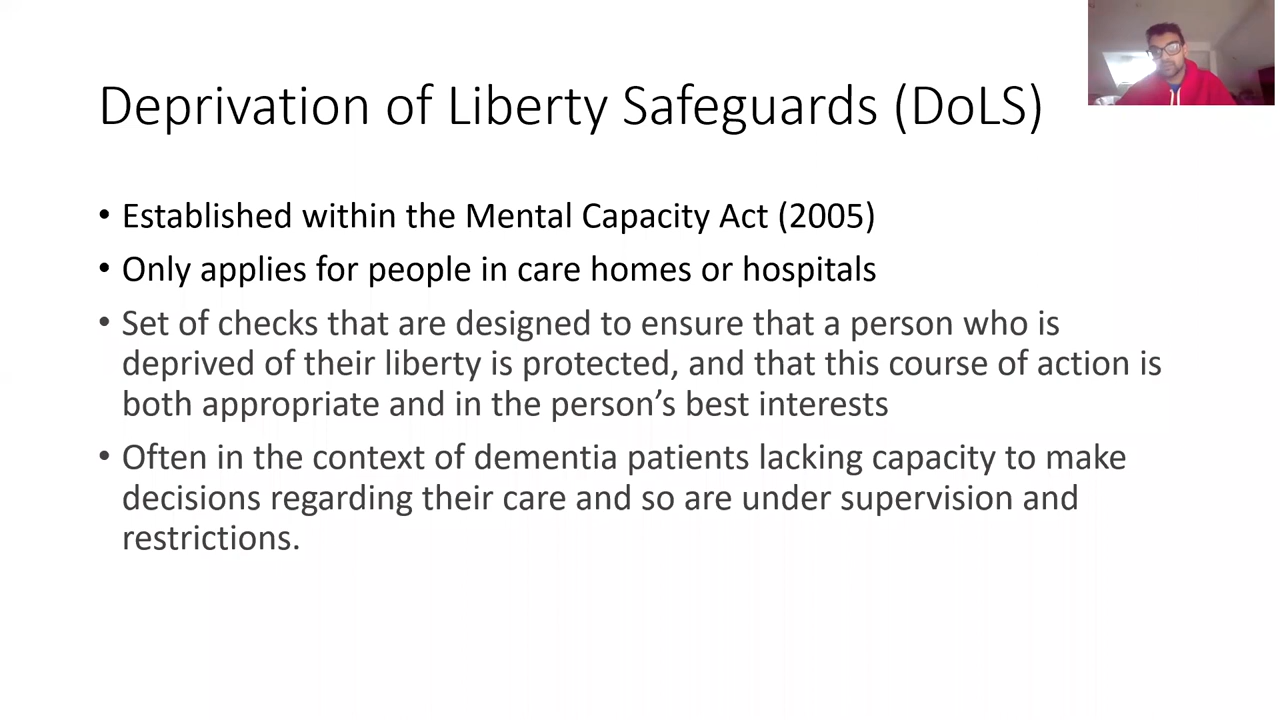 Deprivation of Liberty Safeguards (DoLS)
• Established within the Mental Capacity Act (2005)
• Only applies for people in care homes or hospitals
• Set of checks that are designed to ensure that a person who is
deprived of their liberty is protected, and that this course of action is
both appropriate and in the person’s best interests
• Often in the context of dementia patients lacking capacity to make
decisions regarding their care and so are under supervision and
restrictions.